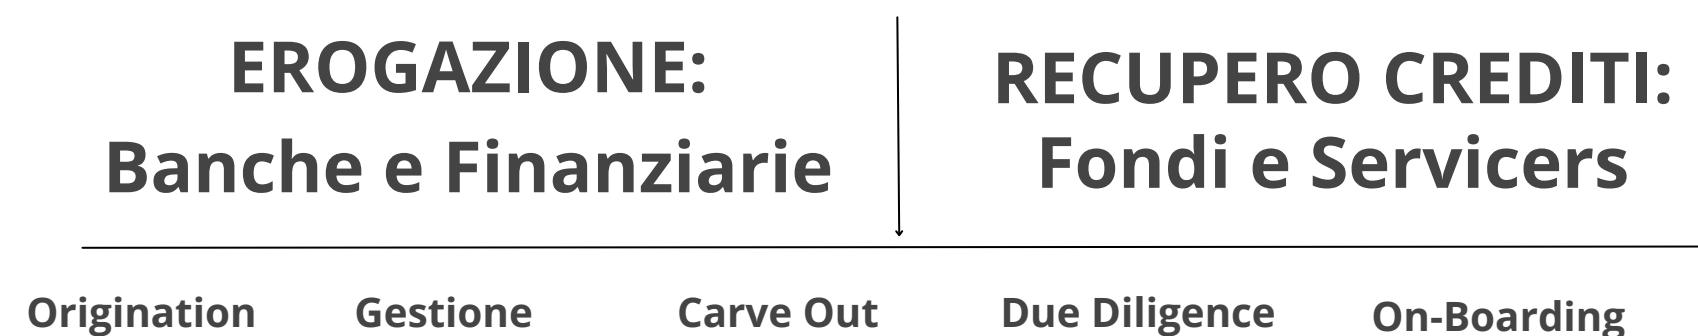 EROGAZIONE:
Banche e Finanziarie
RECUPERO CREDITI:
Fondi e Servicers
Origination
Gestione
Carve Out
Due Diligence
On-Boarding